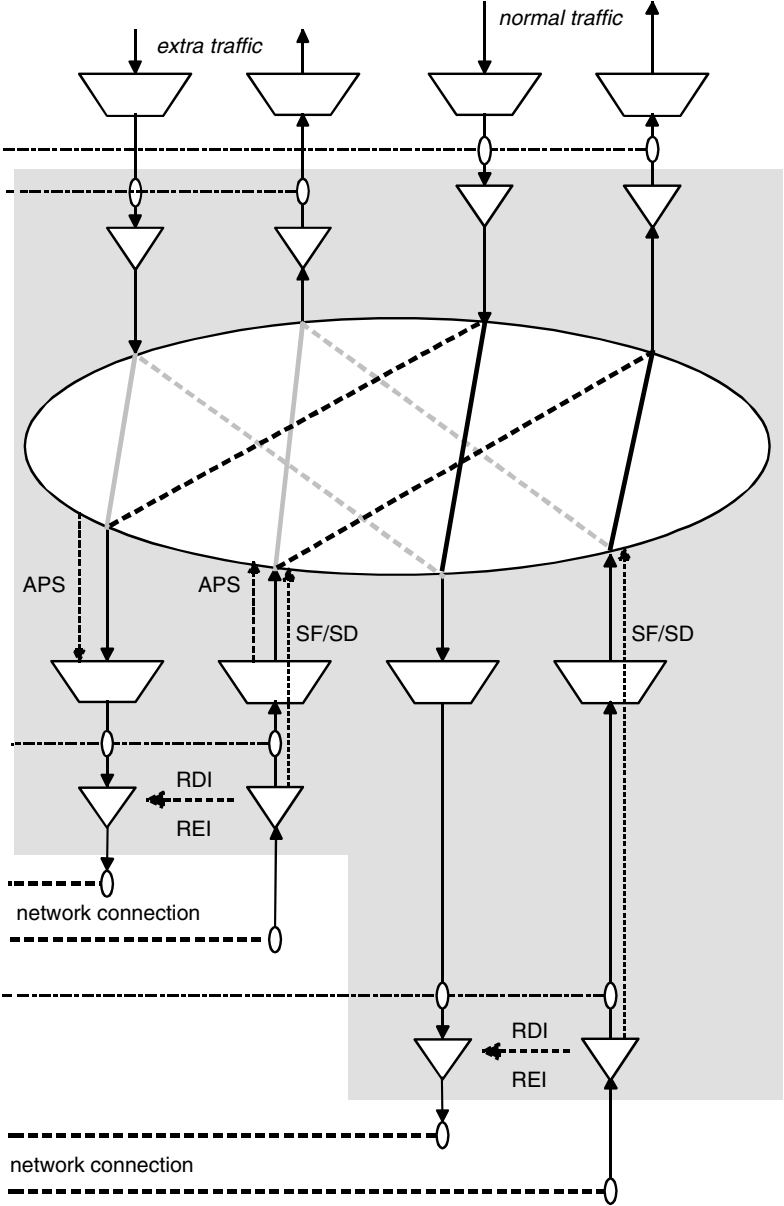 extra traffic
normal traffic
APS
APS
SF/SD
SF/SD
RDI
REI
network connection
RDI
REI
network connection